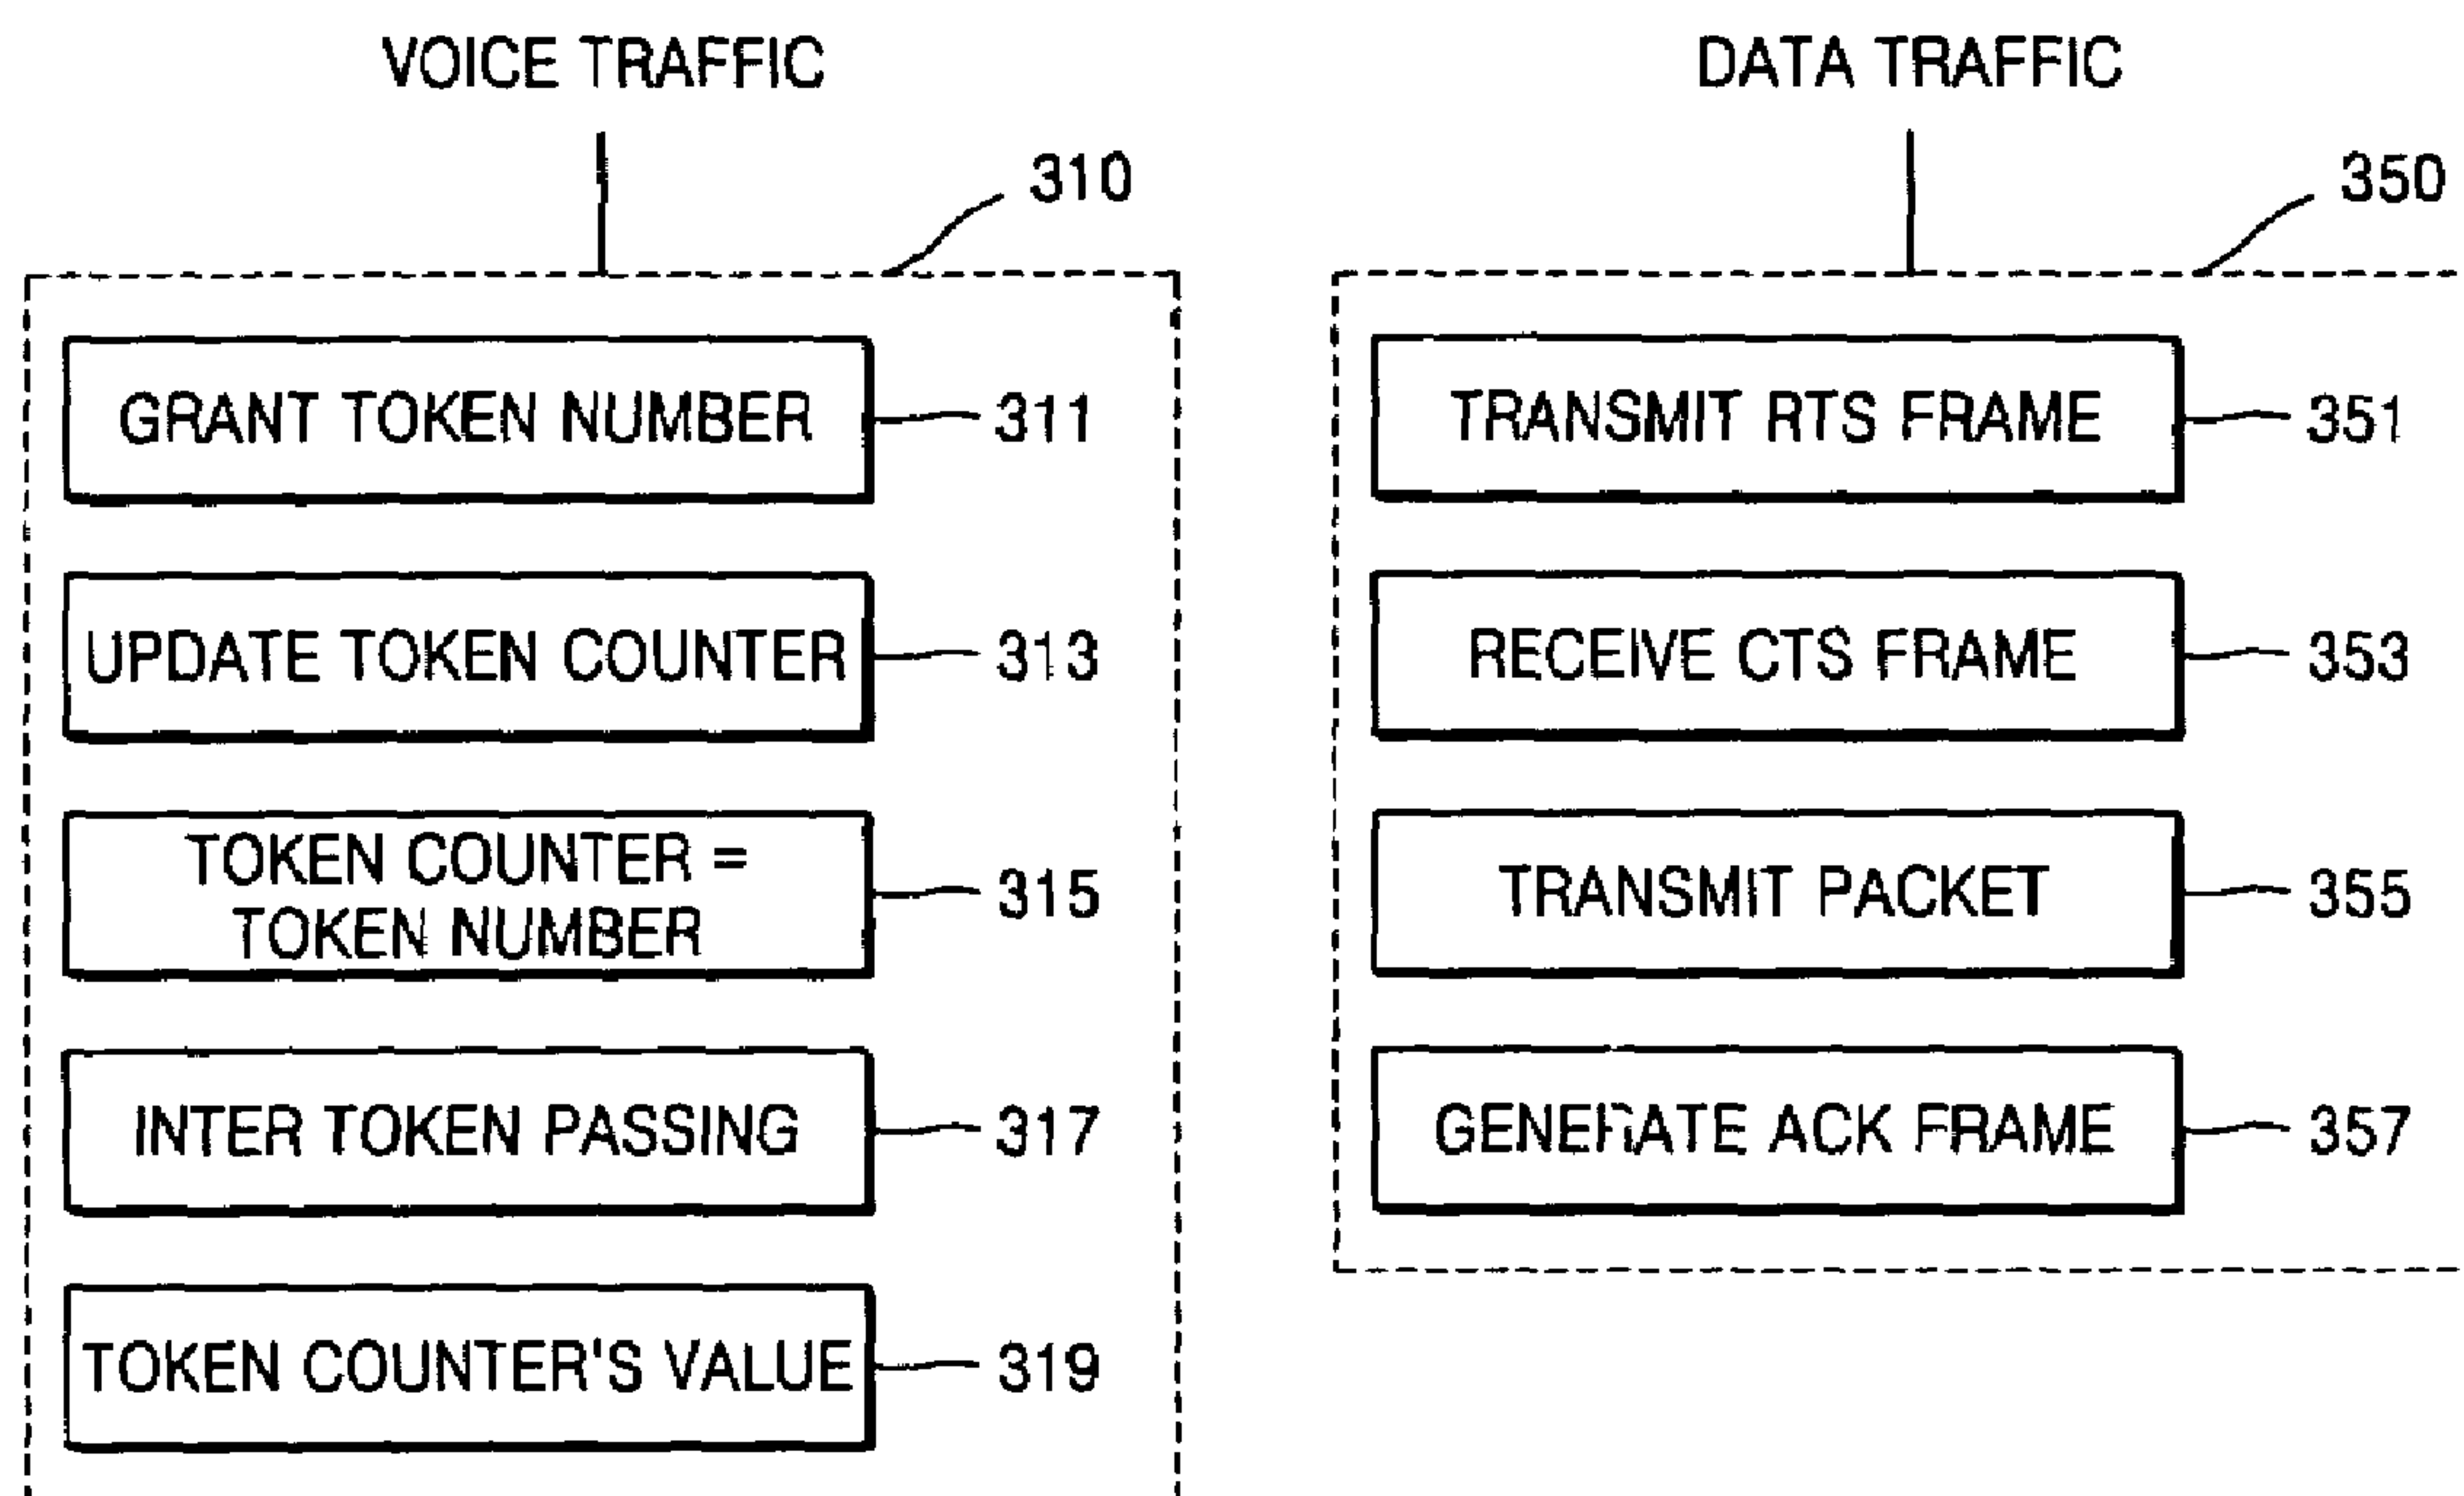 VOICE TRAFFIC
310
GRANT TOKEN NUMBER
311
UPDATE TOKEN COUNTER
313
TOKEN COUNTER =
TOKEN NUMBER
315
INTER TOKEN PASSING
317
TOKEN COUNTER'S VALUE
319
DATA TRAFFIC
350
TRANSMIT RTS FRAME
351
RECEIVE CTS FRAME
353
TRANSMIT PACKET
355
GENERATE ACK FRAME
357